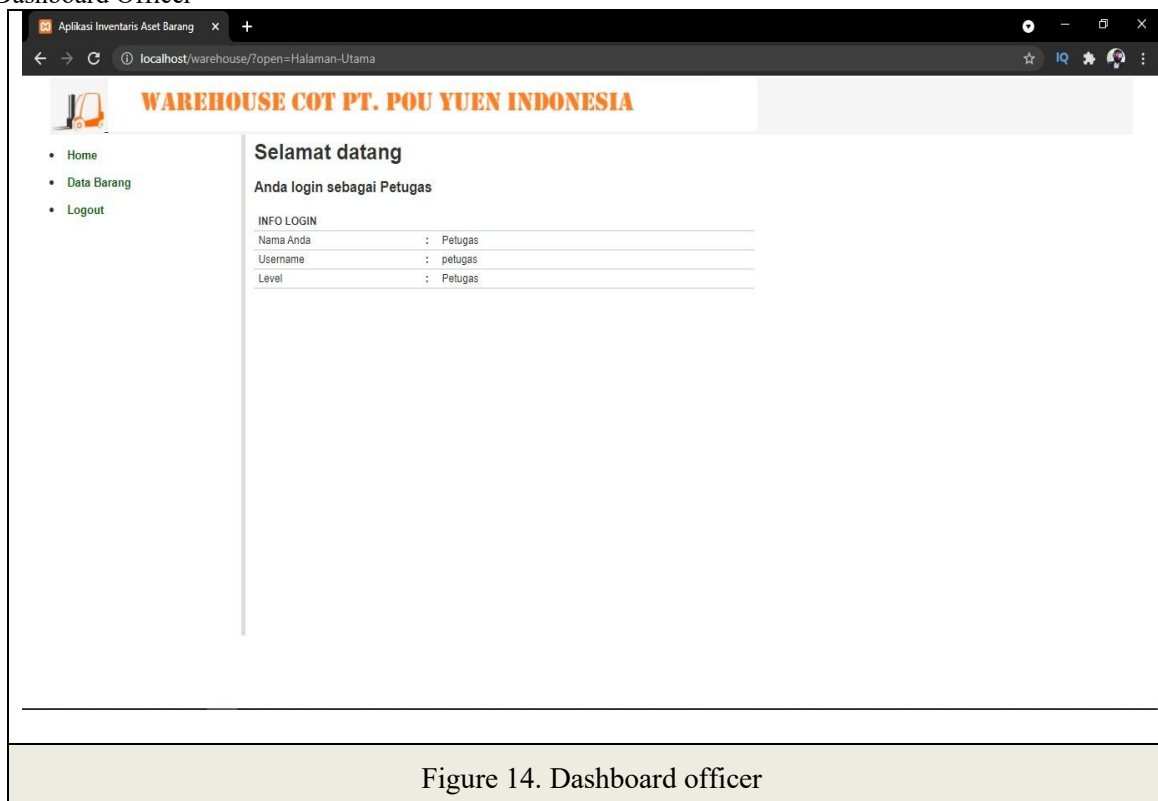 Dashboard Officer
Aplikasi Inventaris Aset Barang
localhost/warehouse/?open=Halaman-Utama
IQ
WAREHOUSE COT PT. POU YUEN INDONESIA
Home
Data Barang
Logout
Selamat datang
Anda login sebagai Petugas
INFO LOGIN
Nama Anda : Petugas
Username : petugas
Level : Petugas
Figure 14. Dashboard officer